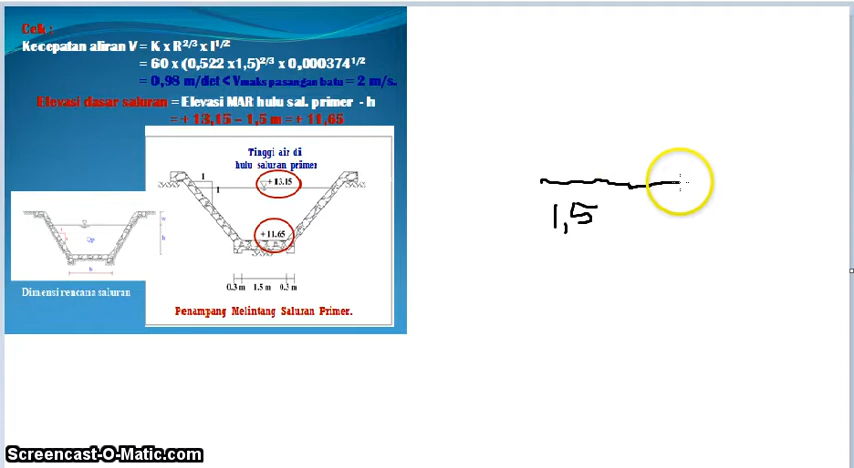 Cek :
Kecepatan aliran V = K x R^2/3 x I^1/2
= 60 x (0,522 x1,5)^2/3 x 0,000374^1/2
= 0,98 m/det < Vmaks pasangan batu = 2 m/s.
Elevasi dasar saluran = Elevasi MAR hulu sal. primer - h
= + 13,15 – 1,5 m = + 11,65
Tinggi air di
hulu saluran primer
1
+ 13.15
1
+ 11.65
0.3 m 1.5 m 0.3 m
Penampang Melintang Saluran Primer.
w
h
b
Dimensi rencana saluran
1,5
Screencast-O-Matic.com